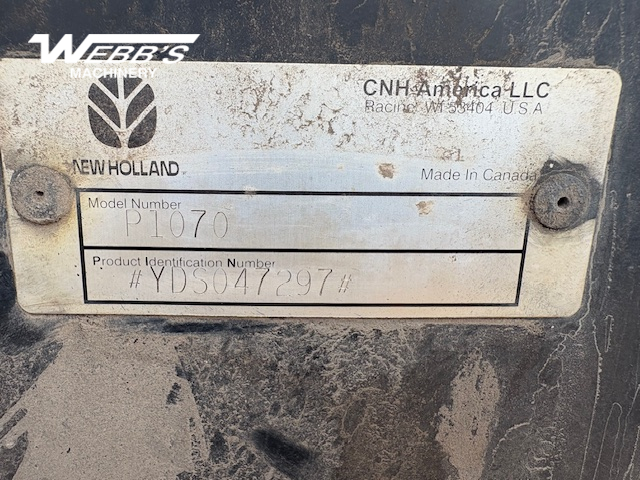 WEBB'S
MACHINERY
CNH America LLC
Racine, WI 53404 U.S.A
NEW HOLLAND
Made In Canada
Model Number
P1070
Product Identification Number
#YDS047297#